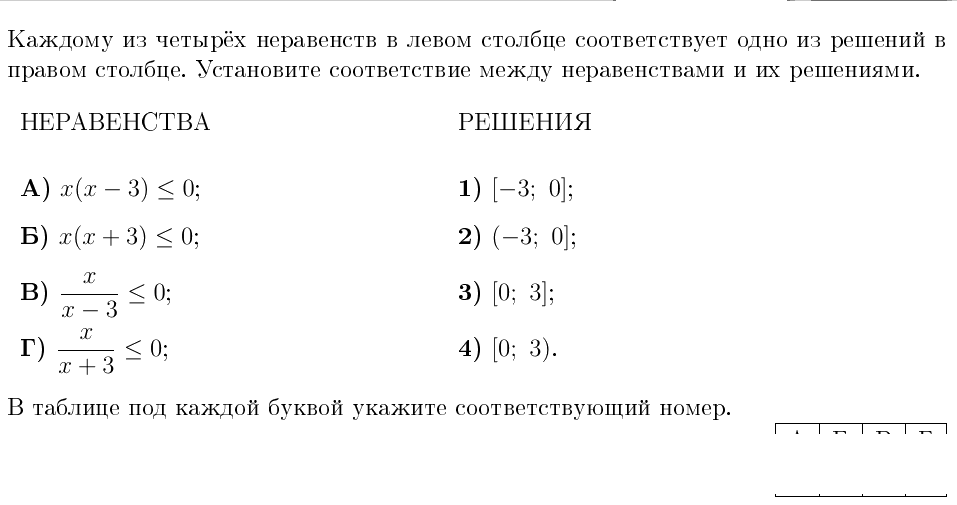 Каждому из четырёх неравенств в левом столбце соответствует одно из решений в
правом столбце. Установите соответствие между неравенствами и их решениями.
НЕРАВЕНСТВА РЕШЕНИЯ
А) x(x − 3) ≤ 0; 1) [−3; 0];
Б) x(x + 3) ≤ 0; 2) (−3; 0];
В) x/(x − 3) ≤ 0; 3) [0; 3];
Г) x/(x + 3) ≤ 0; 4) [0; 3).
В таблице под каждой буквой укажите соответствующий номер.